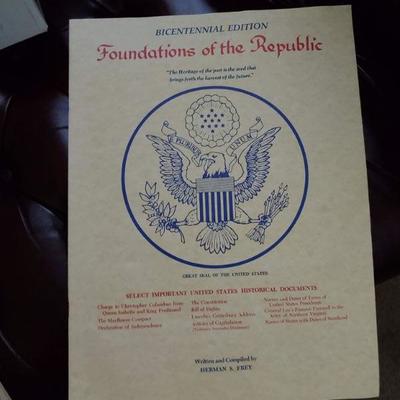 BICENTENNIAL EDITION
Foundations of the Republic
"The Heritage of the past is the seed that
brings forth the harvest of the future."
E PLURIBUS UNUM
GREAT SEAL OF THE UNITED STATES
SELECT IMPORTANT UNITED STATES HISTORICAL DOCUMENTS
Charge to Christopher Columbus from
Queen Isabella and King Ferdinand
The Mayflower Compact
Declaration of Independence
The Constitution
Bill of Rights
Lincoln's Gettysburg Address
Articles of Capitulation
Names and Dates of Terms of
United States Presidents
General Lee's Farewell to the
Army of Northern Virginia
Names of States with Dates of Statehood
Written and Compiled by
HERMAN S. FREY